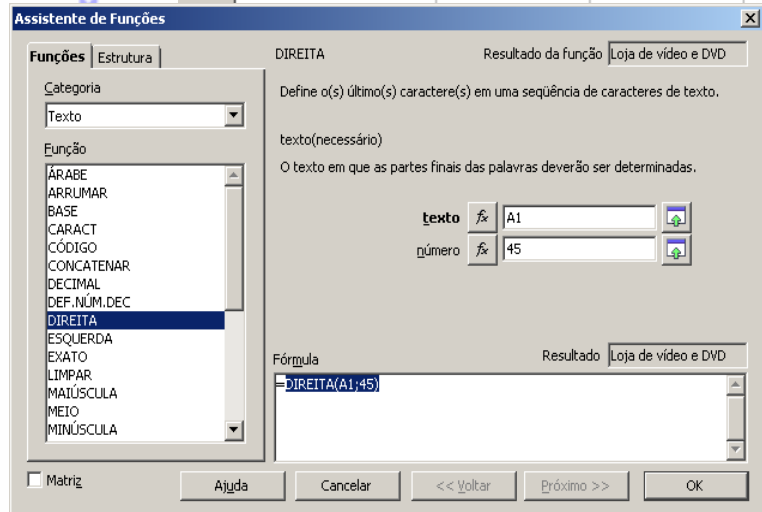 Assistente de Funções
Funções Estrutura
Categoria
Texto
Função
ÁRABE
ARRUMAR
BASE
CARACT
CÓDIGO
CONCATENAR
DECIMAL
DEF.NÚM.DEC
DIREITA
ESQUERDA
EXATO
LIMPAR
MAIÚSCULA
MEIO
MINÚSCULA
DIREITA
Resultado da função Loja de vídeo e DVD
Define o(s) último(s) caractere(s) em uma seqüência de caracteres de texto.
texto(necessário)
O texto em que as partes finais das palavras deverão ser determinadas.
texto fx A1
número fx 45
Fórmula
Resultado Loja de vídeo e DVD
=DIREITA(A1;45)
Matriz
Ajuda
Cancelar
<< Voltar
Próximo >>
OK